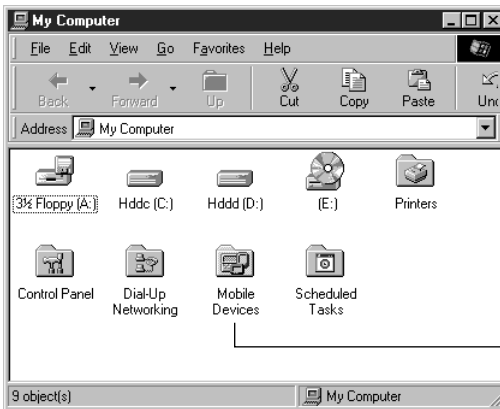 My Computer
File Edit View Go Favorites Help
Back Forward Up Cut Copy Paste Und
Address My Computer
3½ Floppy (A:) Hddc (C:) Hddd (D:) (E:) Printers
Control Panel Dial-Up Networking Mobile Devices Scheduled Tasks
9 object(s) My Computer